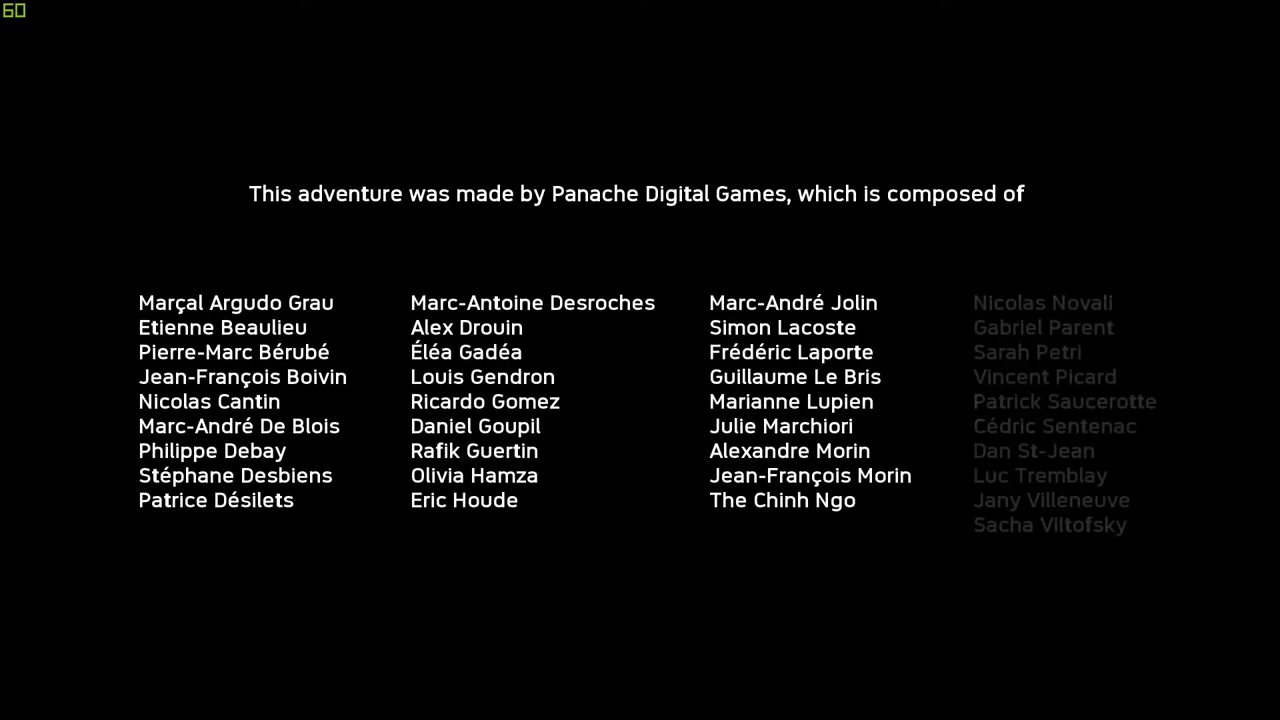 60
This adventure was made by Panache Digital Games, which is composed of
Marçal Argudo Grau
Etienne Beaulieu
Pierre-Marc Bérubé
Jean-François Boivin
Nicolas Cantin
Marc-André De Blois
Philippe Debay
Stéphane Desbiens
Patrice Désilets
Marc-Antoine Desroches
Alex Drouin
Éléa Gadéa
Louis Gendron
Ricardo Gomez
Daniel Goupil
Rafik Guertin
Olivia Hamza
Eric Houde
Marc-André Jolin
Simon Lacoste
Frédéric Laporte
Guillaume Le Bris
Marianne Lupien
Julie Marchiori
Alexandre Morin
Jean-François Morin
The Chinh Ngo
Nicolas Novali
Gabriel Parent
Sarah Petri
Vincent Picard
Patrick Saucerotte
Cédric Sentenac
Dan St-Jean
Luc Tremblay
Jany Villeneuve
Sacha Viltofsky